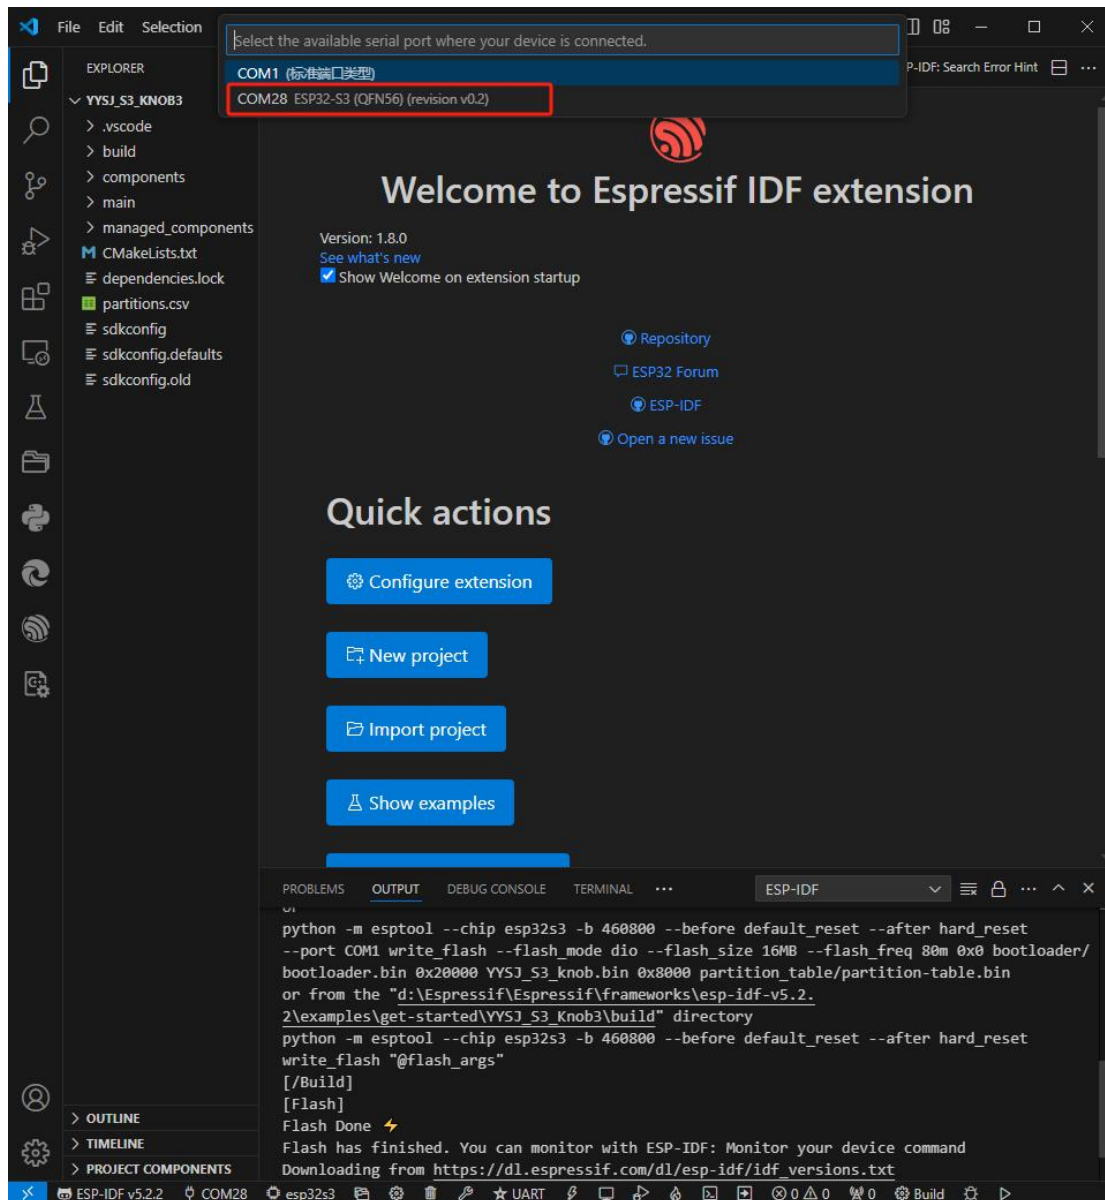 File Edit Selection
Select the available serial port where your device is connected.
COM1 (标准端口类型)
COM28 ESP32-S3 (QFN56) (revision v0.2)
P-IDF: Search Error Hint
EXPLORER
YYSJ_S3_KNOB3
.vscode
build
components
main
managed_components
CMakeLists.txt
dependencies.lock
partitions.csv
sdkconfig
sdkconfig.defaults
sdkconfig.old
Welcome to Espressif IDF extension
Version: 1.8.0
See what's new
Show Welcome on extension startup
Repository
ESP32 Forum
ESP-IDF
Open a new issue
Quick actions
Configure extension
New project
Import project
Show examples
PROBLEMS OUTPUT DEBUG CONSOLE TERMINAL ··· ESP-IDF
or
python -m esptool --chip esp32s3 -b 460800 --before default_reset --after hard_reset
--port COM1 write_flash --flash_mode dio --flash_size 16MB --flash_freq 80m 0x0 bootloader/
bootloader.bin 0x20000 YYSJ_S3_knob.bin 0x8000 partition_table/partition-table.bin
or from the "d:\Espressif\Espressif\frameworks\esp-idf-v5.2.
2\examples\get-started\YYSJ_S3_Knob3\build" directory
python -m esptool --chip esp32s3 -b 460800 --before default_reset --after hard_reset
write_flash "@flash_args"
[/Build]
[Flash]
Flash Done ⚡
Flash has finished. You can monitor with ESP-IDF: Monitor your device command
Downloading from https://dl.espressif.com/dl/esp-idf/idf_versions.txt
OUTLINE
TIMELINE
PROJECT COMPONENTS
ESP-IDF v5.2.2 COM28 esp32s3 UART 0 0 0 Build